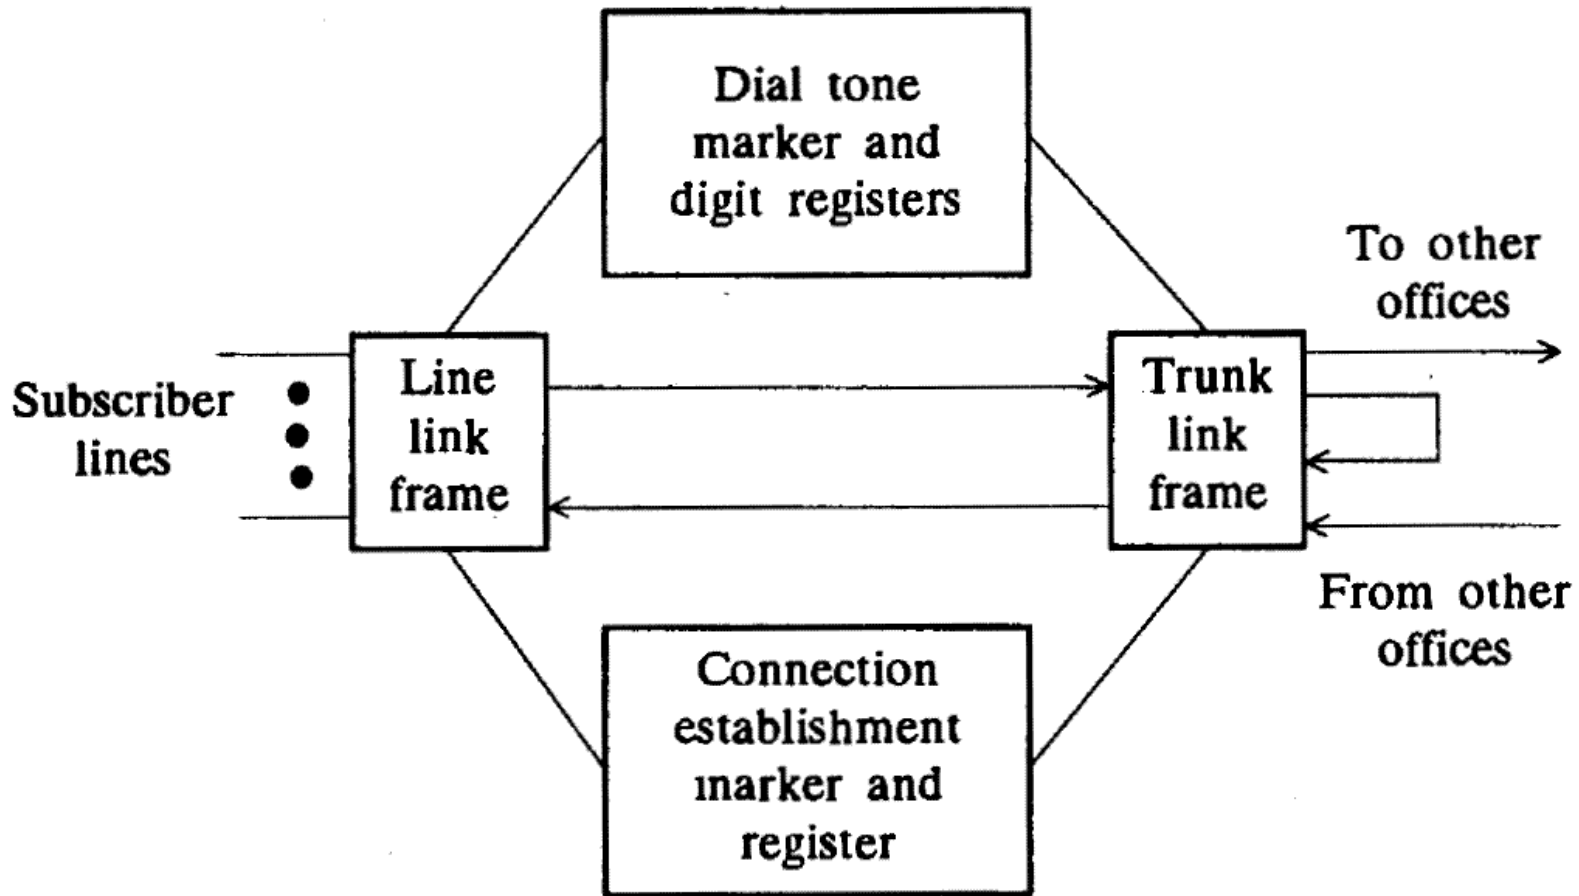 Dial tone
marker and
digit registers
To other
offices
Subscriber
lines
Line
link
frame
Trunk
link
frame
From other
offices
Connection
establishment
marker and
register